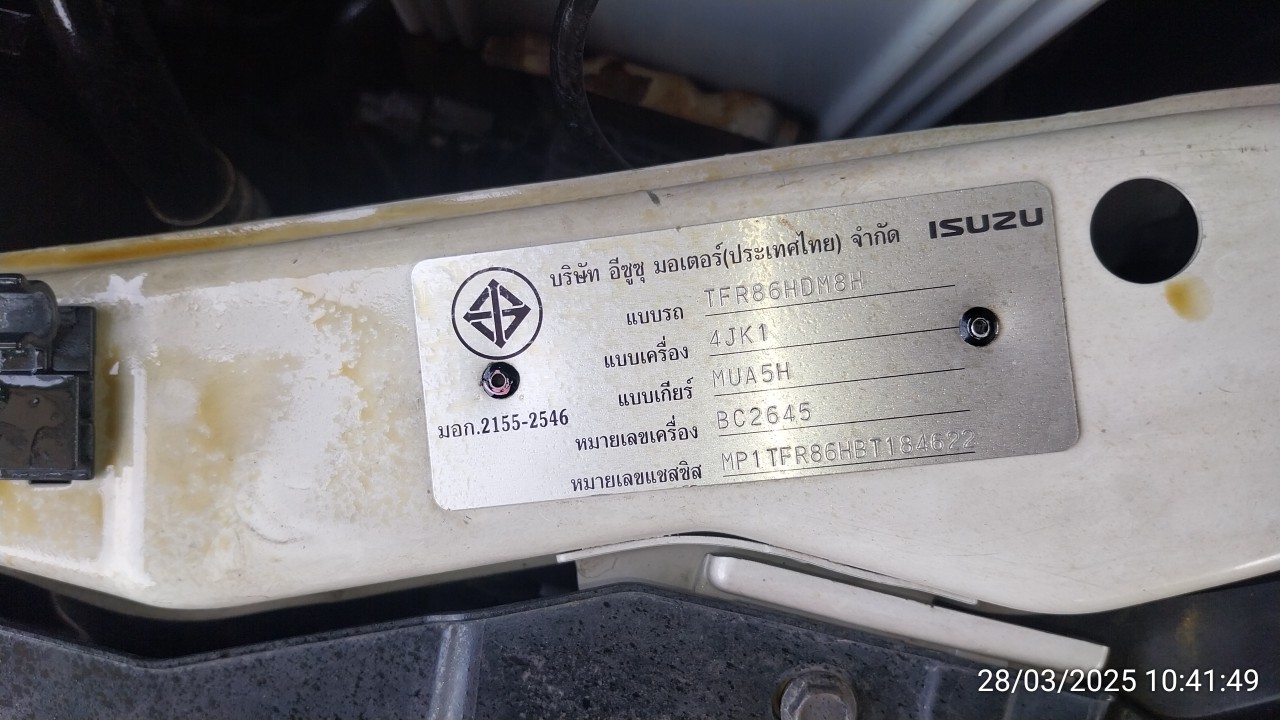 บริษัท อีซูซุ มอเตอร์(ประเทศไทย) จำกัด ISUZU
แบบรถ TFR86HDM8H
แบบเครื่อง 4JK1
แบบเกียร์ MUA5H
มอก.2155-2546
หมายเลขเครื่อง BC2645
หมายเลขแชสซิส MP1TFR86HBT184622
28/03/2025 10:41:49